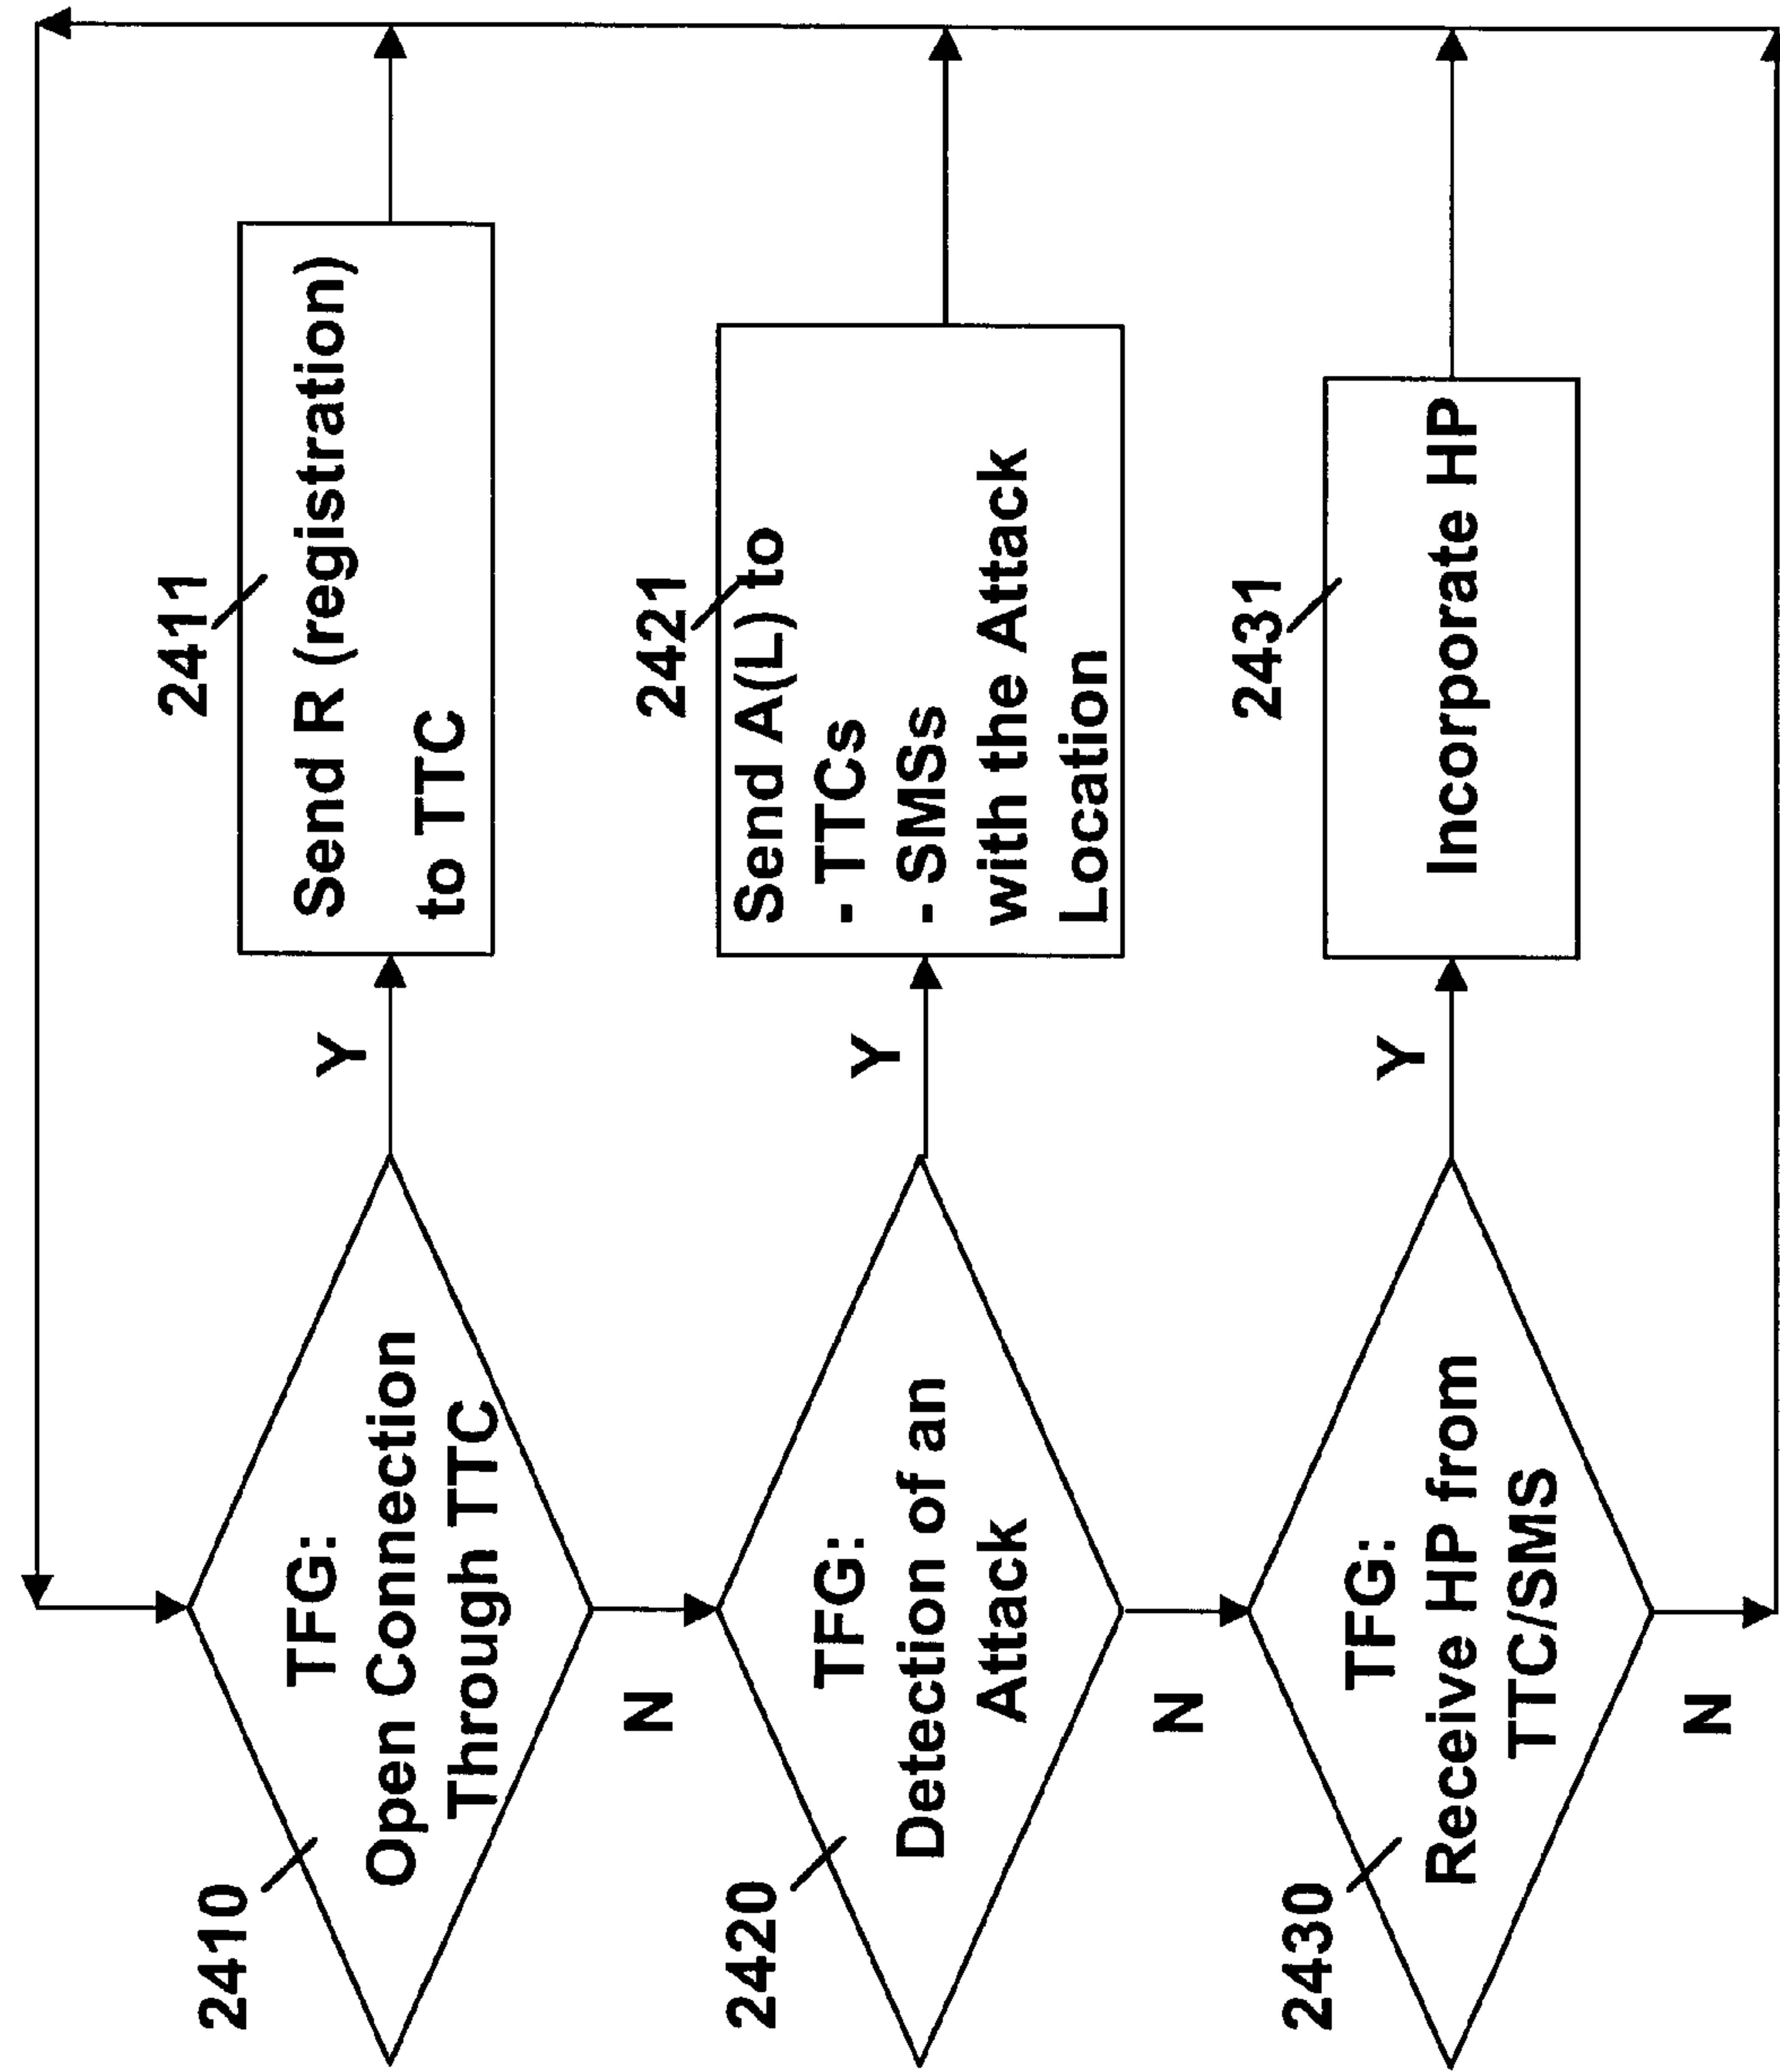 2410
TFG:
Open Connection
Through TTC
Y
2411
Send R (registration)
to TTC
N
2420
TFG:
Detection of an
Attack
Y
2421
Send A(L) to
- TTCs
- SMSs
with the Attack
Location
N
2430
TFG:
Receive HP from
TTC/SMS
Y
2431
Incorporate HP
N